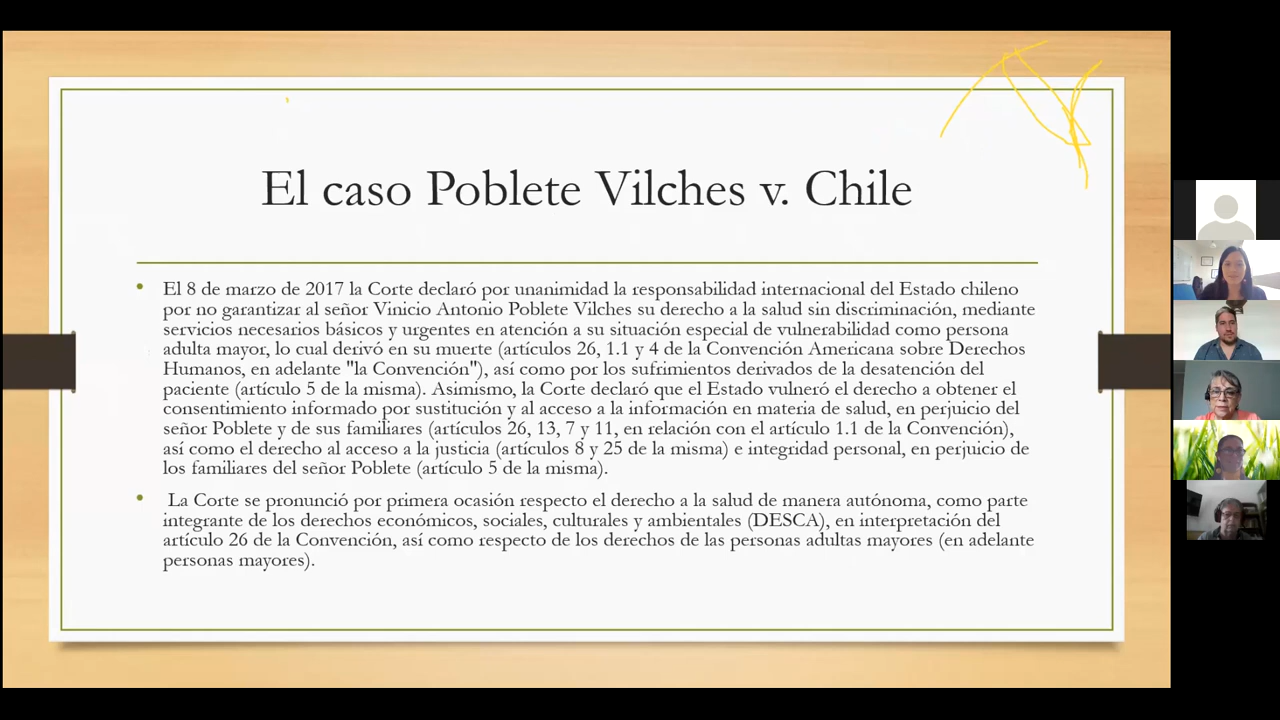 El caso Poblete Vilches v. Chile
• El 8 de marzo de 2017 la Corte declaró por unanimidad la responsabilidad internacional del Estado chileno
por no garantizar al señor Vinicio Antonio Poblete Vilches su derecho a la salud sin discriminación, mediante
servicios necesarios básicos y urgentes en atención a su situación especial de vulnerabilidad como persona
adulta mayor, lo cual derivó en su muerte (artículos 26, 1.1 y 4 de la Convención Americana sobre Derechos
Humanos, en adelante "la Convención"), así como por los sufrimientos derivados de la desatención del
paciente (artículo 5 de la misma). Asimismo, la Corte declaró que el Estado vulneró el derecho a obtener el
consentimiento informado por sustitución y al acceso a la información en materia de salud, en perjuicio del
señor Poblete y de sus familiares (artículos 26, 13, 7 y 11, en relación con el artículo 1.1 de la Convención),
así como el derecho al acceso a la justicia (artículos 8 y 25 de la misma) e integridad personal, en perjuicio de
los familiares del señor Poblete (artículo 5 de la misma).
• La Corte se pronunció por primera ocasión respecto el derecho a la salud de manera autónoma, como parte
integrante de los derechos económicos, sociales, culturales y ambientales (DESCA), en interpretación del
artículo 26 de la Convención, así como respecto de los derechos de las personas adultas mayores (en adelante
personas mayores).